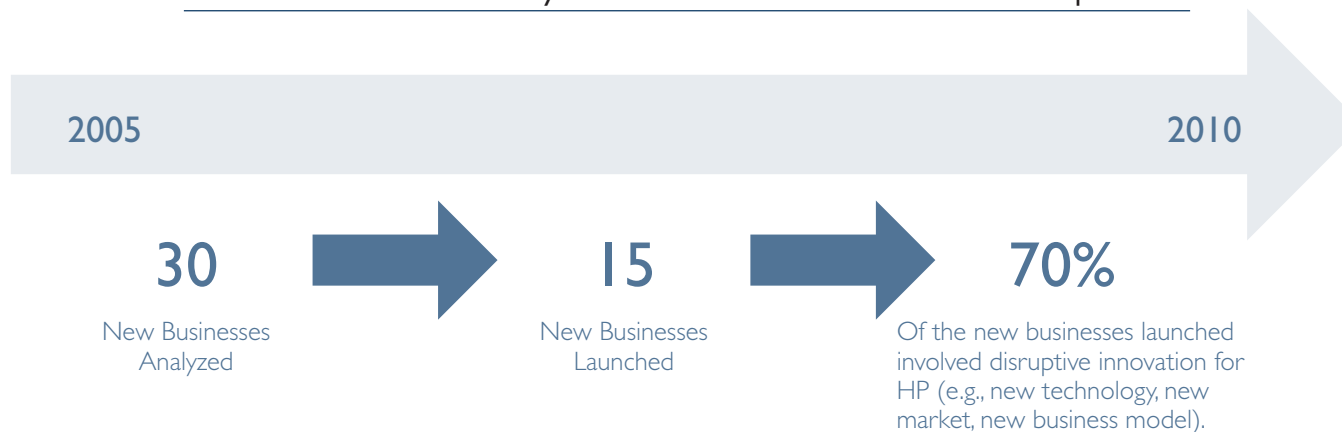 2005
2010
30
15
70%
New Businesses
Analyzed
New Businesses
Launched
Of the new businesses launched
involved disruptive innovation for
HP (e.g., new technology, new
market, new business model).